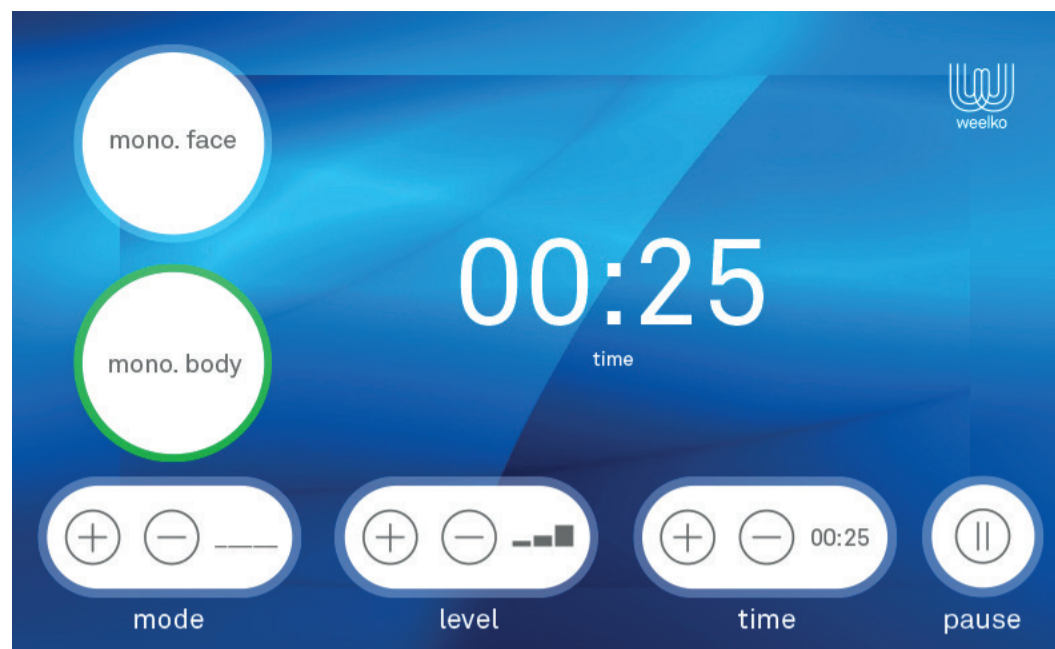 mono. face
weelko
00:25
time
mono. body
00:25
mode
level
time
pause